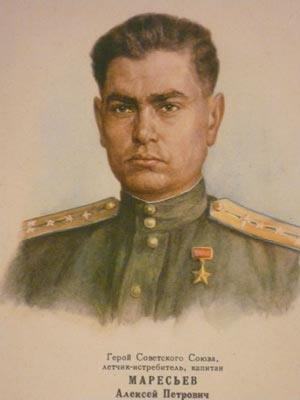 Герой Советского Союза,
летчик-истребитель, капитан
МАРЕСЬЕВ
Алексей Петрович